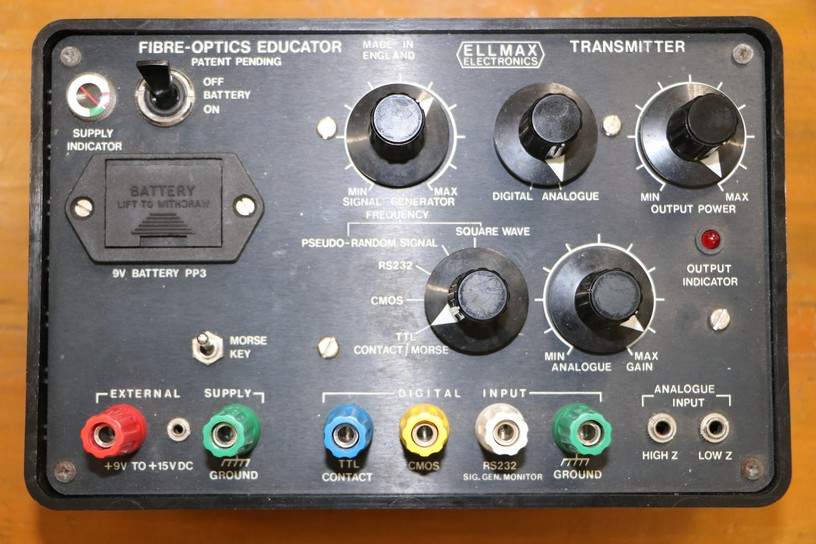 FIBRE-OPTICS EDUCATOR
PATENT PENDING
MADE IN
ENGLAND
ELLMAX
ELECTRONICS
TRANSMITTER
OFF
BATTERY
ON
SUPPLY
INDICATOR
BATTERY
LIFT TO WITHDRAW
9V BATTERY PP3
MIN MAX
SIGNAL GENERATOR
FREQUENCY
DIGITAL ANALOGUE
MIN MAX
OUTPUT POWER
PSEUDO-RANDOM SIGNAL
SQUARE WAVE
RS232
CMOS
TTL
CONTACT/MORSE
OUTPUT
INDICATOR
MIN MAX
ANALOGUE GAIN
MORSE
KEY
EXTERNAL SUPPLY
+9V TO +15V DC
GROUND
DIGITAL INPUT
TTL
CONTACT
CMOS
RS232
SIG. GEN. MONITOR
GROUND
ANALOGUE
INPUT
HIGH Z
LOW Z